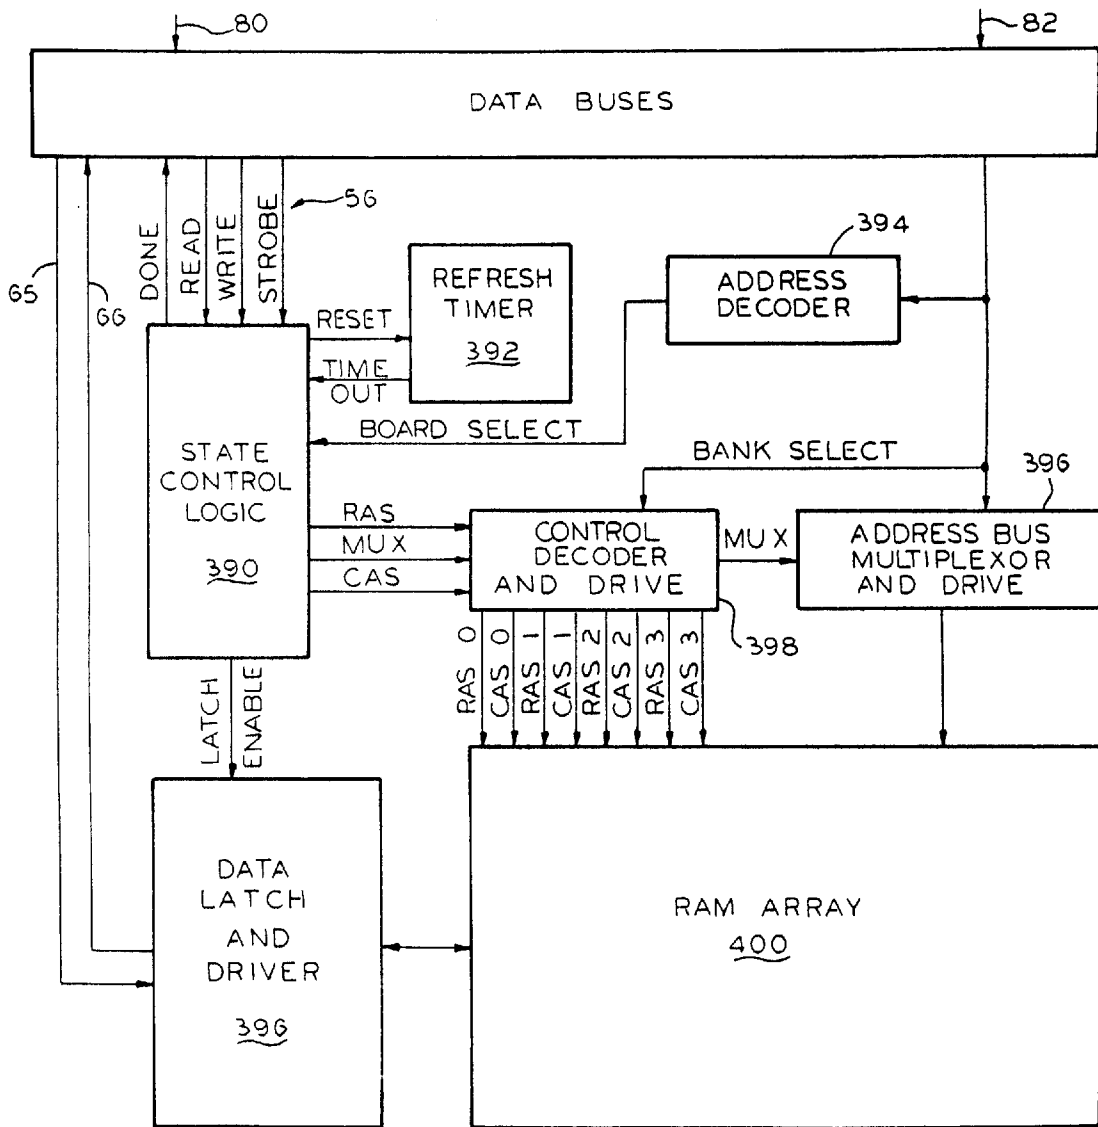 80
82
DATA BUSES
56
DONE
READ
WRITE
STROBE
65
66
394
REFRESH
TIMER
392
ADDRESS
DECODER
RESET
TIME
OUT
BOARD SELECT
BANK SELECT
396
STATE
CONTROL
LOGIC
390
RAS
MUX
CAS
CONTROL
DECODER
AND DRIVE
MUX
ADDRESS BUS
MULTIPLEXOR
AND DRIVE
398
RAS 0
CAS 0
RAS 1
CAS 1
RAS 2
CAS 2
RAS 3
CAS 3
LATCH
ENABLE
DATA
LATCH
AND
DRIVER
396
RAM ARRAY
400